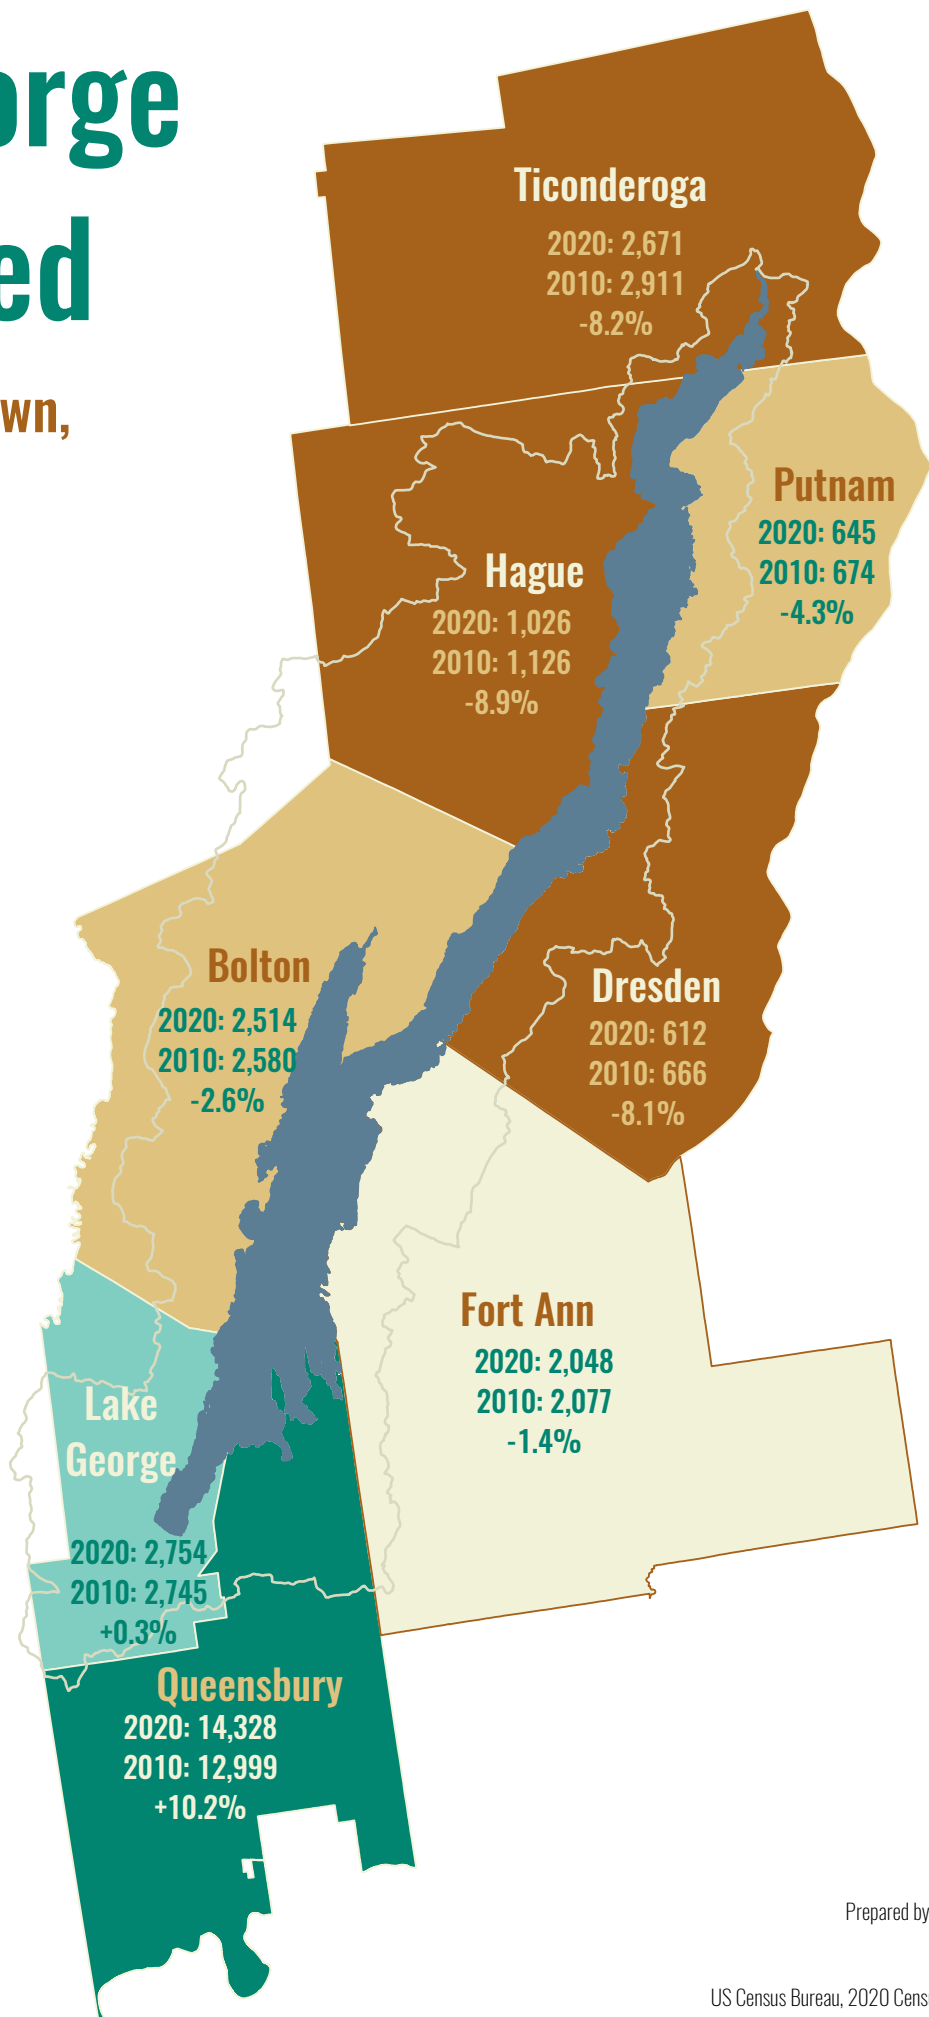 orge
ed
wn,
Ticonderoga
2020: 2,671
2010: 2,911
-8.2%
Putnam
2020: 645
2010: 674
-4.3%
Hague
2020: 1,026
2010: 1,126
-8.9%
Bolton
2020: 2,514
2010: 2,580
-2.6%
Dresden
2020: 612
2010: 666
-8.1%
Fort Ann
2020: 2,048
2010: 2,077
-1.4%
Lake
George
2020: 2,754
2010: 2,745
+0.3%
Queensbury
2020: 14,328
2010: 12,999
+10.2%
Prepared by
US Census Bureau, 2020 Cens